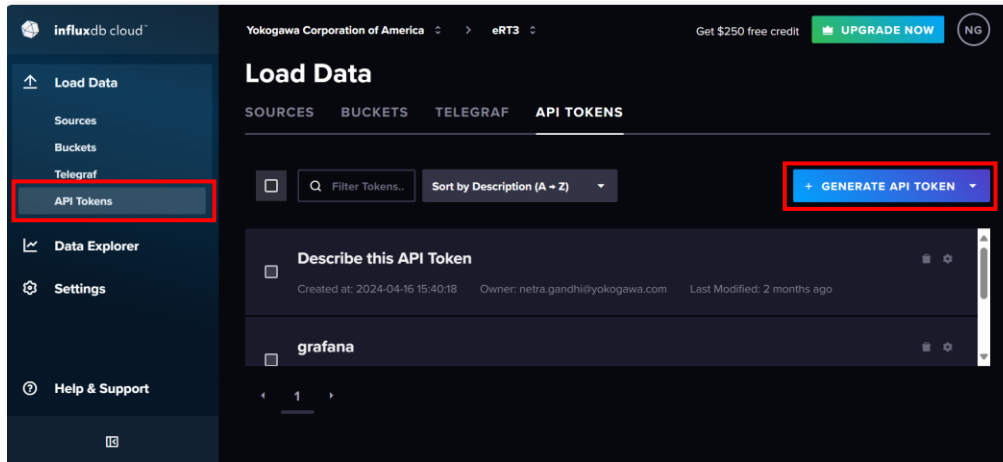 influxdb cloud™
Yokogawa Corporation of America > eRT3
Get $250 free credit
UPGRADE NOW
NG
Load Data
Sources
Buckets
Telegraf
API Tokens
Data Explorer
Settings
Help & Support
Load Data
SOURCES BUCKETS TELEGRAF API TOKENS
Filter Tokens..
Sort by Description (A → Z)
+ GENERATE API TOKEN
Describe this API Token
Created at: 2024-04-16 15:40:18 Owner: netra.gandhi@yokogawa.com Last Modified: 2 months ago
grafana
1